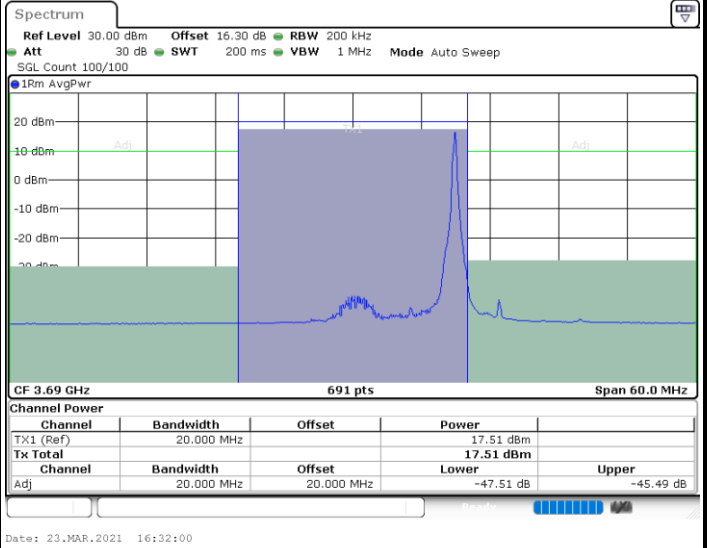 Spectrum
Ref Level 30.00 dBm Offset 16.30 dB RBW 200 kHz
Att 30 dB SWT 200 ms VBW 1 MHz Mode Auto Sweep
SGL Count 100/100
1Rm AvgPwr
20 dBm
TX1
Adj
Adj
10 dBm
0 dBm
-10 dBm
-20 dBm
CF 3.69 GHz 691 pts Span 60.0 MHz
Channel Power
Channel Bandwidth Offset Power
TX1 (Ref) 20.000 MHz 17.51 dBm
Tx Total 17.51 dBm
Channel Bandwidth Offset Lower Upper
Adj 20.000 MHz 20.000 MHz -47.51 dB -45.49 dB
Ready
Date: 23.MAR.2021 16:32:00